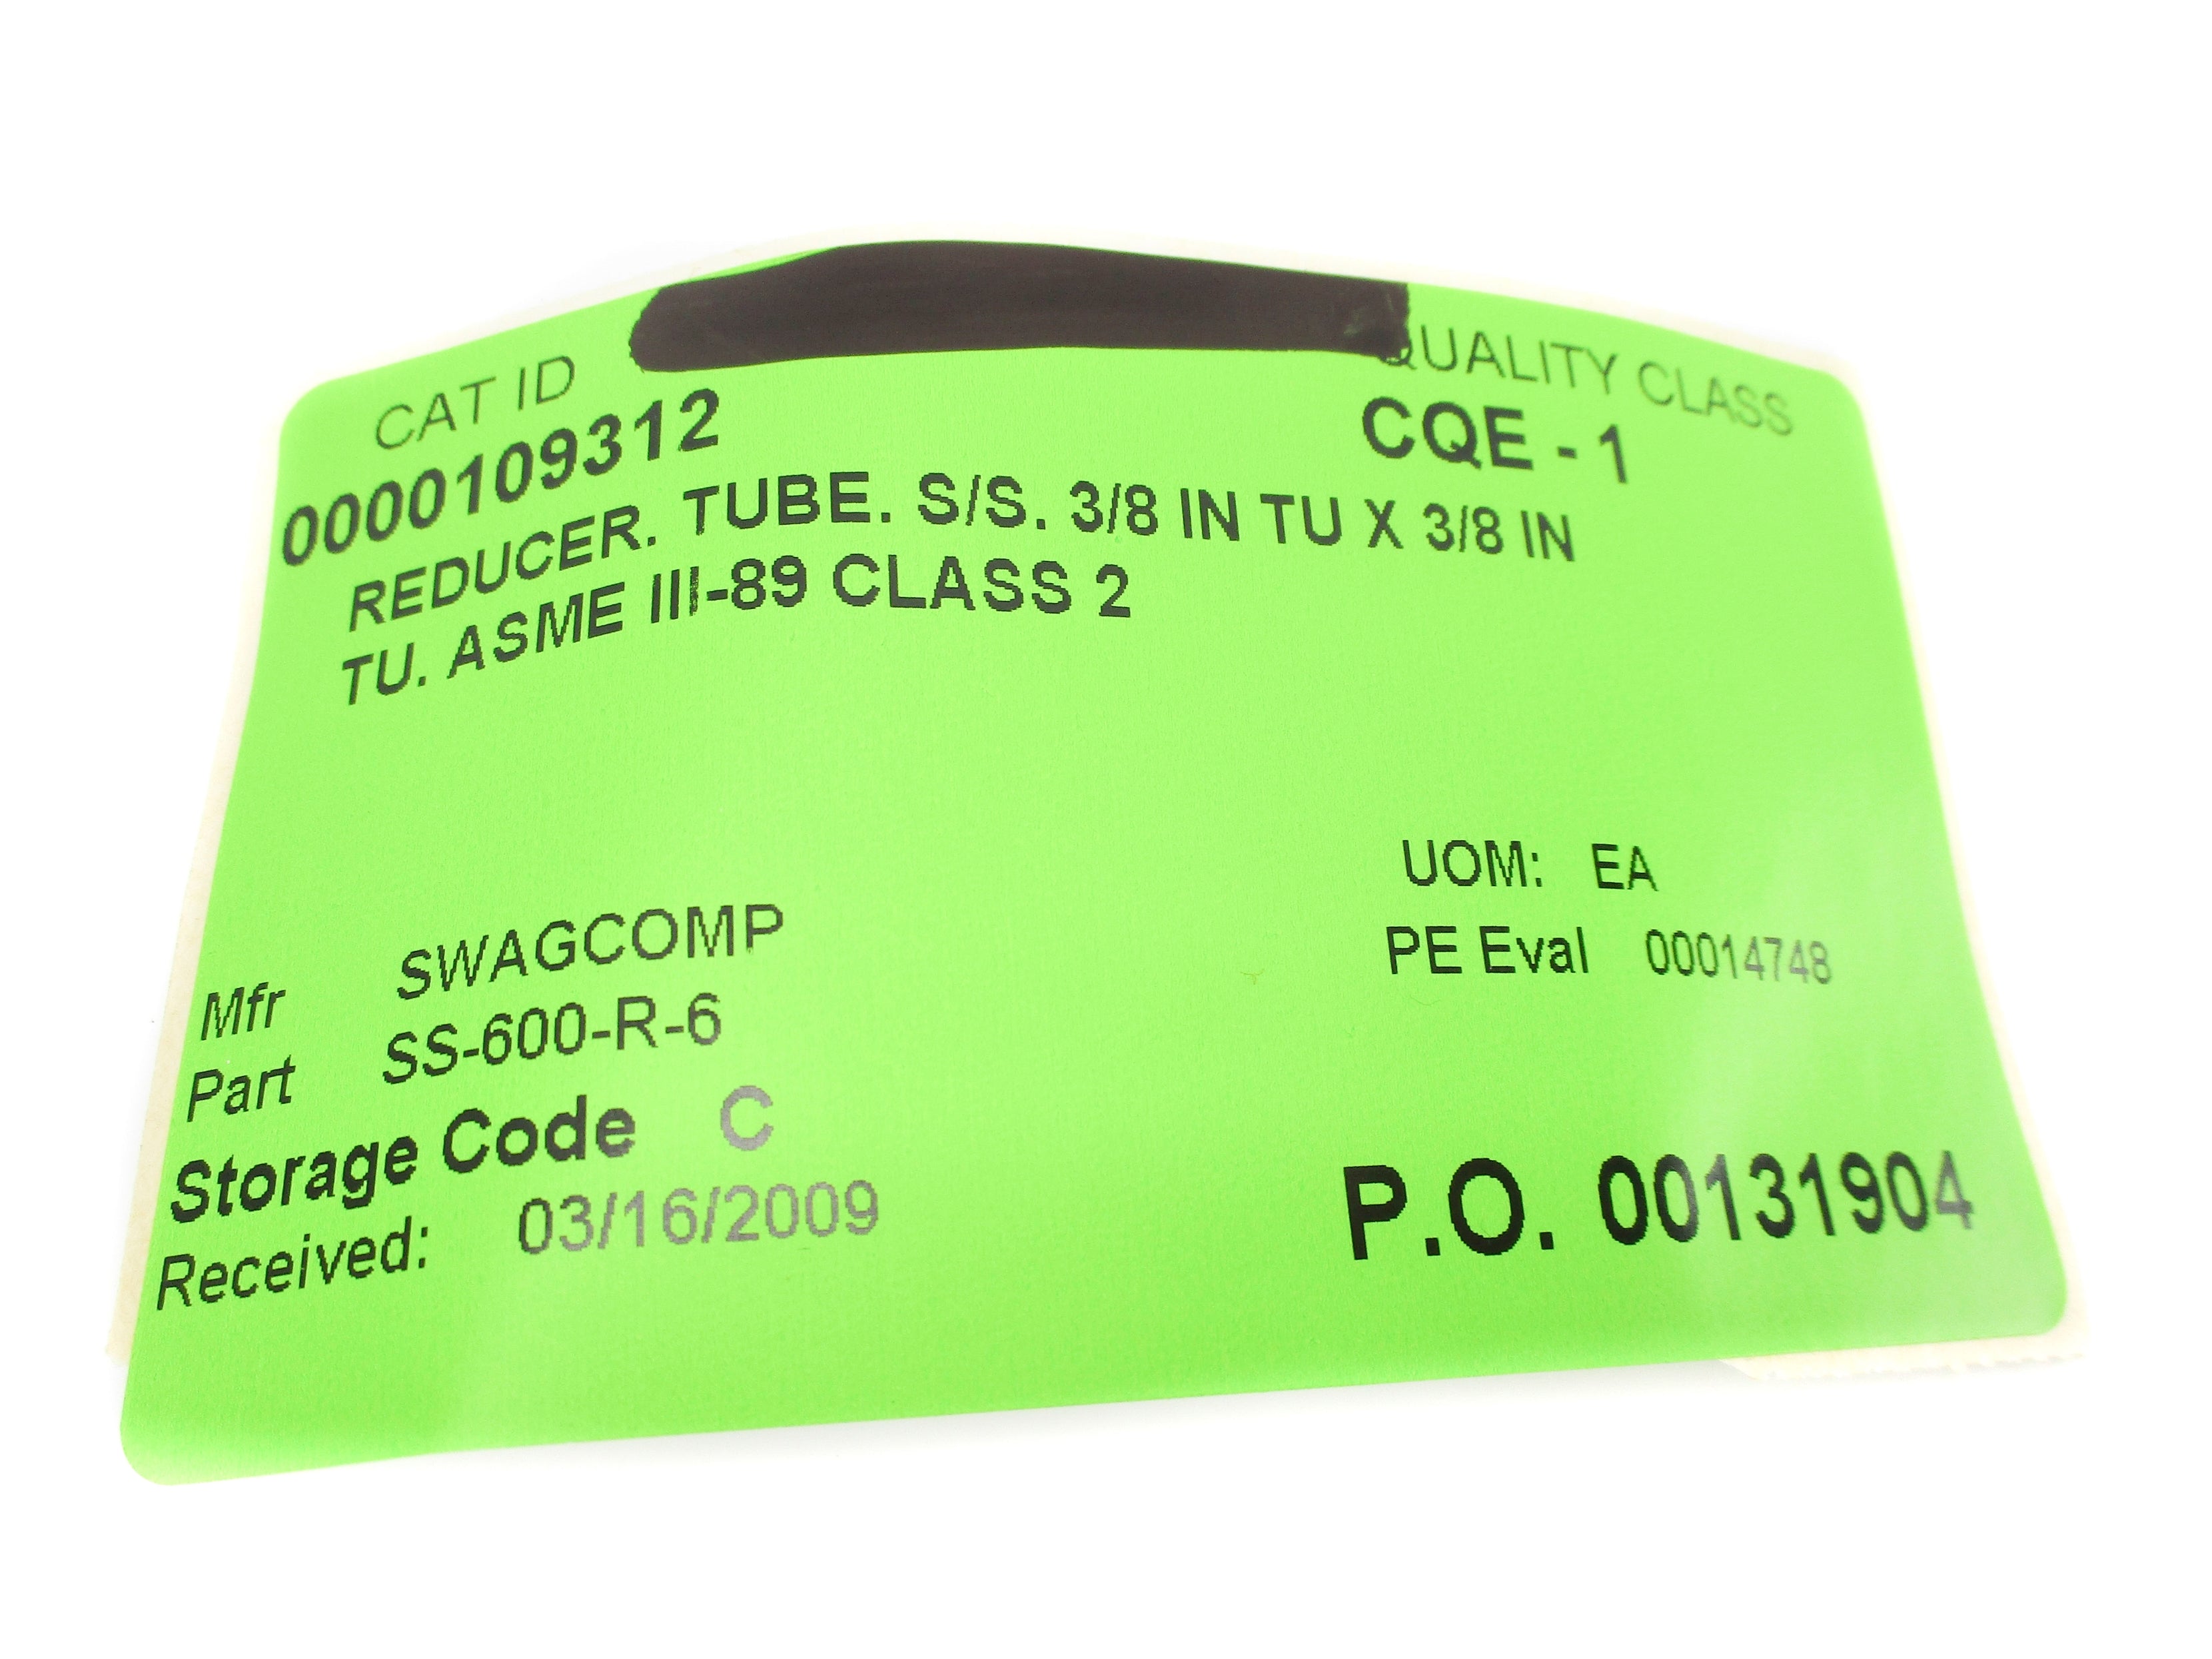 CAT ID QUALITY CLASS
0000109312 CQE - 1
REDUCER. TUBE. S/S. 3/8 IN TU X 3/8 IN
TU. ASME III-89 CLASS 2
UOM: EA
Mfr SWAGCOMP PE Eval 00014748
Part SS-600-R-6
Storage Code C
Received: 03/16/2009 P.O. 00131904